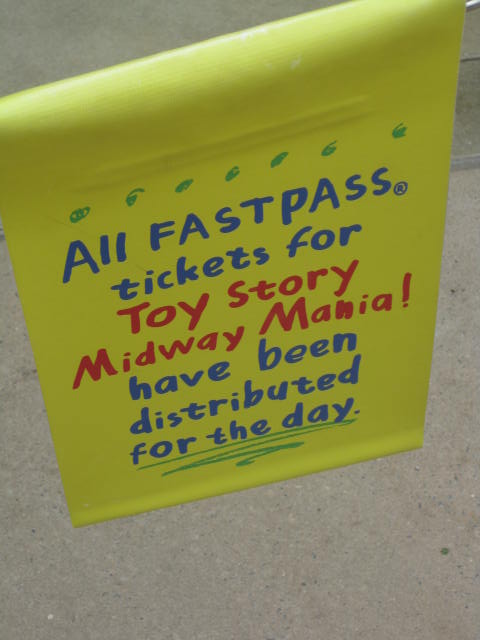 All FASTPASS®
tickets for
Toy Story
Midway Mania!
have been
distributed
for the day.